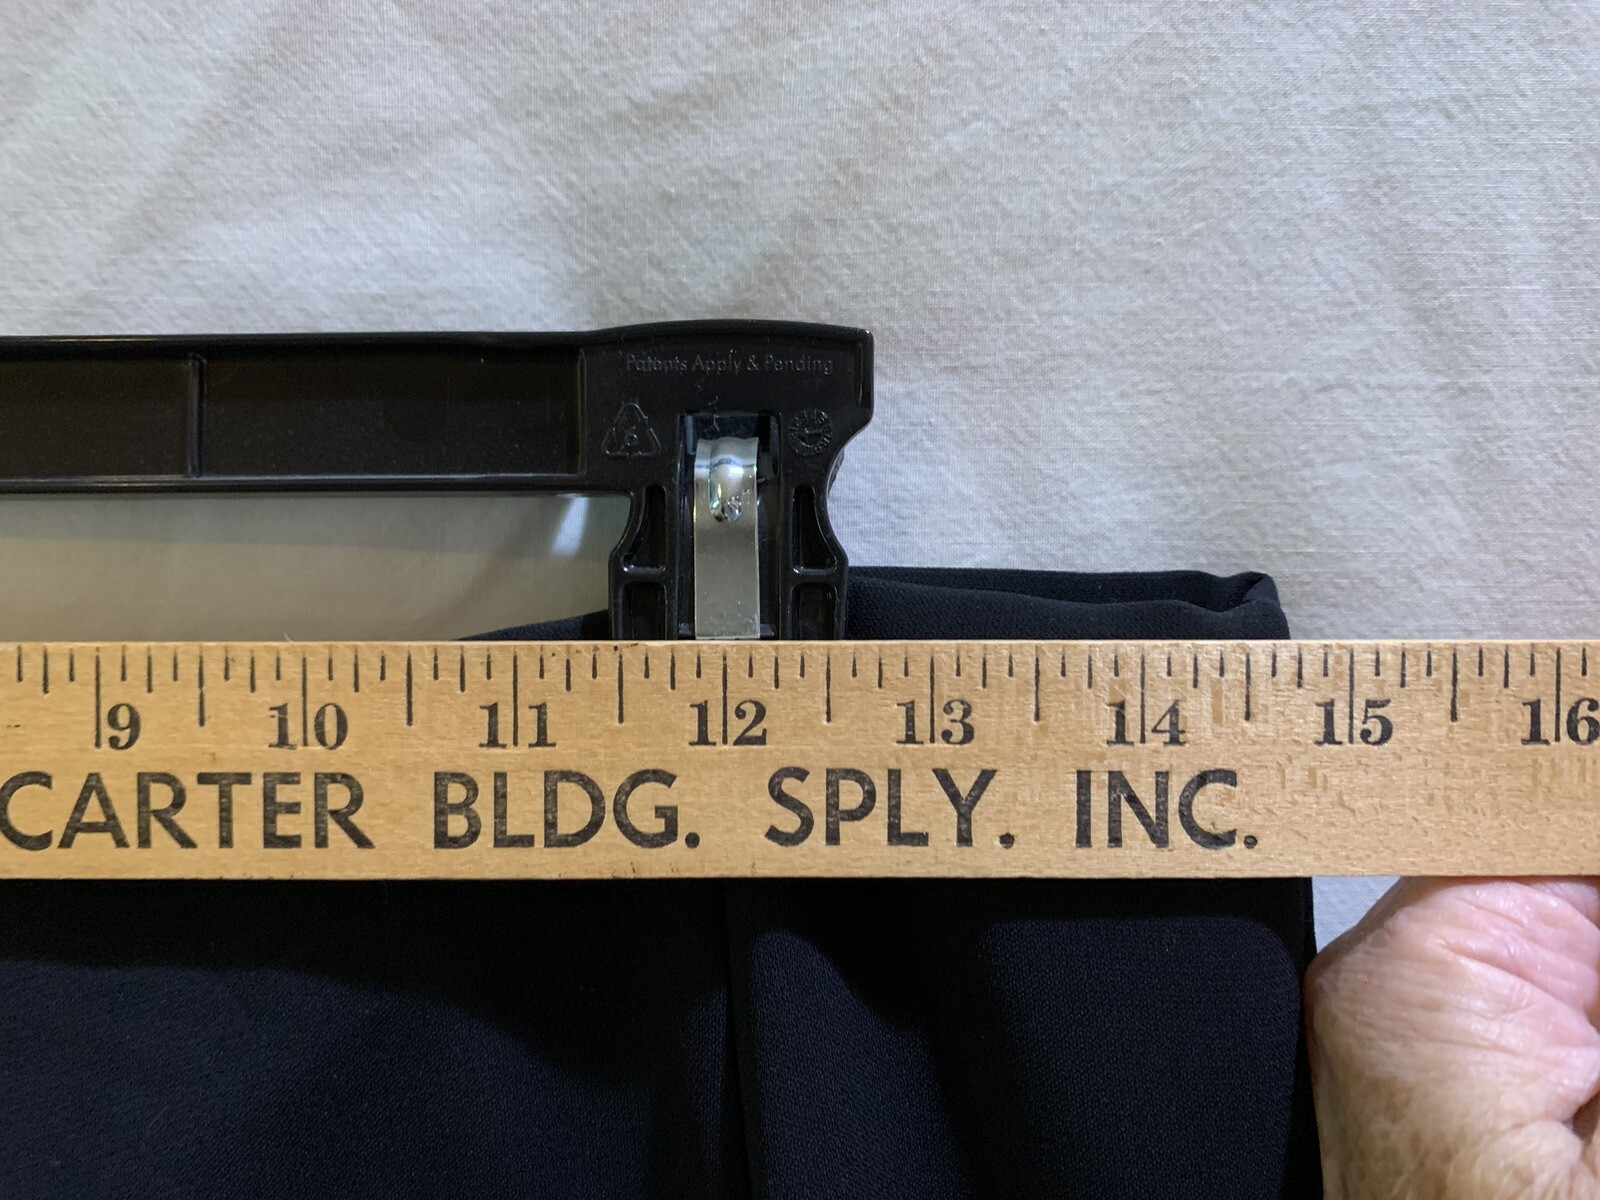 Patents Apply & Pending
9 10 11 12 13 14 15 16
CARTER BLDG. SPLY. INC.